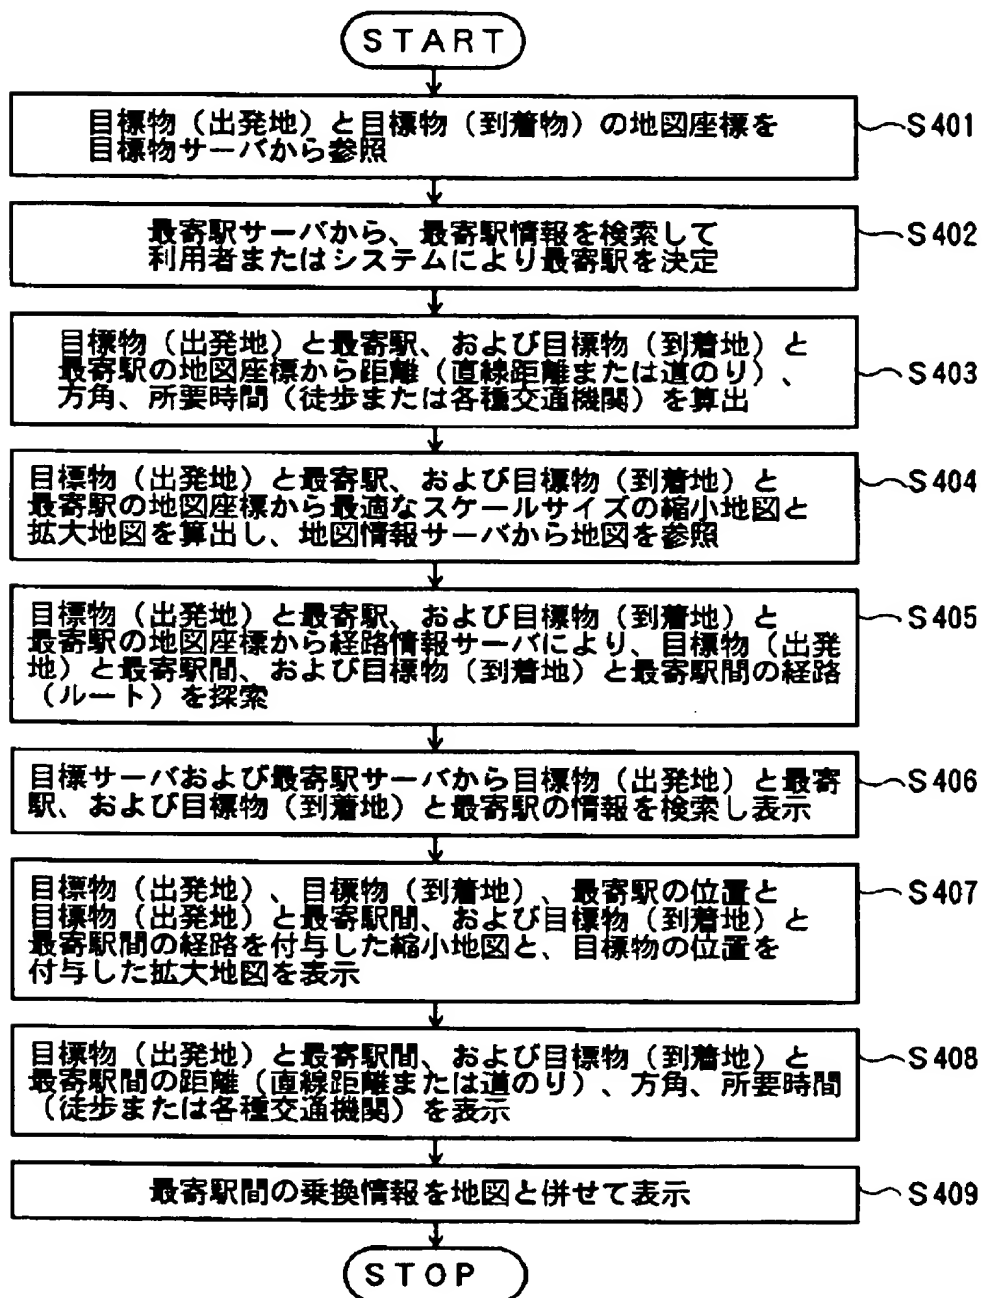 START
目標物（出発地）と目標物（到着物）の地図座標を
目標物サーバから参照
S401
最寄駅サーバから、最寄駅情報を検索して
利用者またはシステムにより最寄駅を決定
S402
目標物（出発地）と最寄駅、および目標物（到着地）と
最寄駅の地図座標から距離（直線距離または道のり）、
方角、所要時間（徒歩または各種交通機関）を算出
S403
目標物（出発地）と最寄駅、および目標物（到着地）と
最寄駅の地図座標から最適なスケールサイズの縮小地図と
拡大地図を算出し、地図情報サーバから地図を参照
S404
目標物（出発地）と最寄駅、および目標物（到着地）と
最寄駅の地図座標から経路情報サーバにより、目標物（出発
地）と最寄駅間、および目標物（到着地）と最寄駅間の経路
（ルート）を探索
S405
目標サーバおよび最寄駅サーバから目標物（出発地）と最寄
駅、および目標物（到着地）と最寄駅の情報を検索し表示
S406
目標物（出発地）、目標物（到着地）、最寄駅の位置と
目標物（出発地）と最寄駅間、および目標物（到着地）と
最寄駅間の経路を付与した縮小地図と、目標物の位置を
付与した拡大地図を表示
S407
目標物（出発地）と最寄駅間、および目標物（到着地）と
最寄駅間の距離（直線距離または道のり）、方角、所要時間
（徒歩または各種交通機関）を表示
S408
最寄駅間の乗換情報を地図と併せて表示
S409
STOP